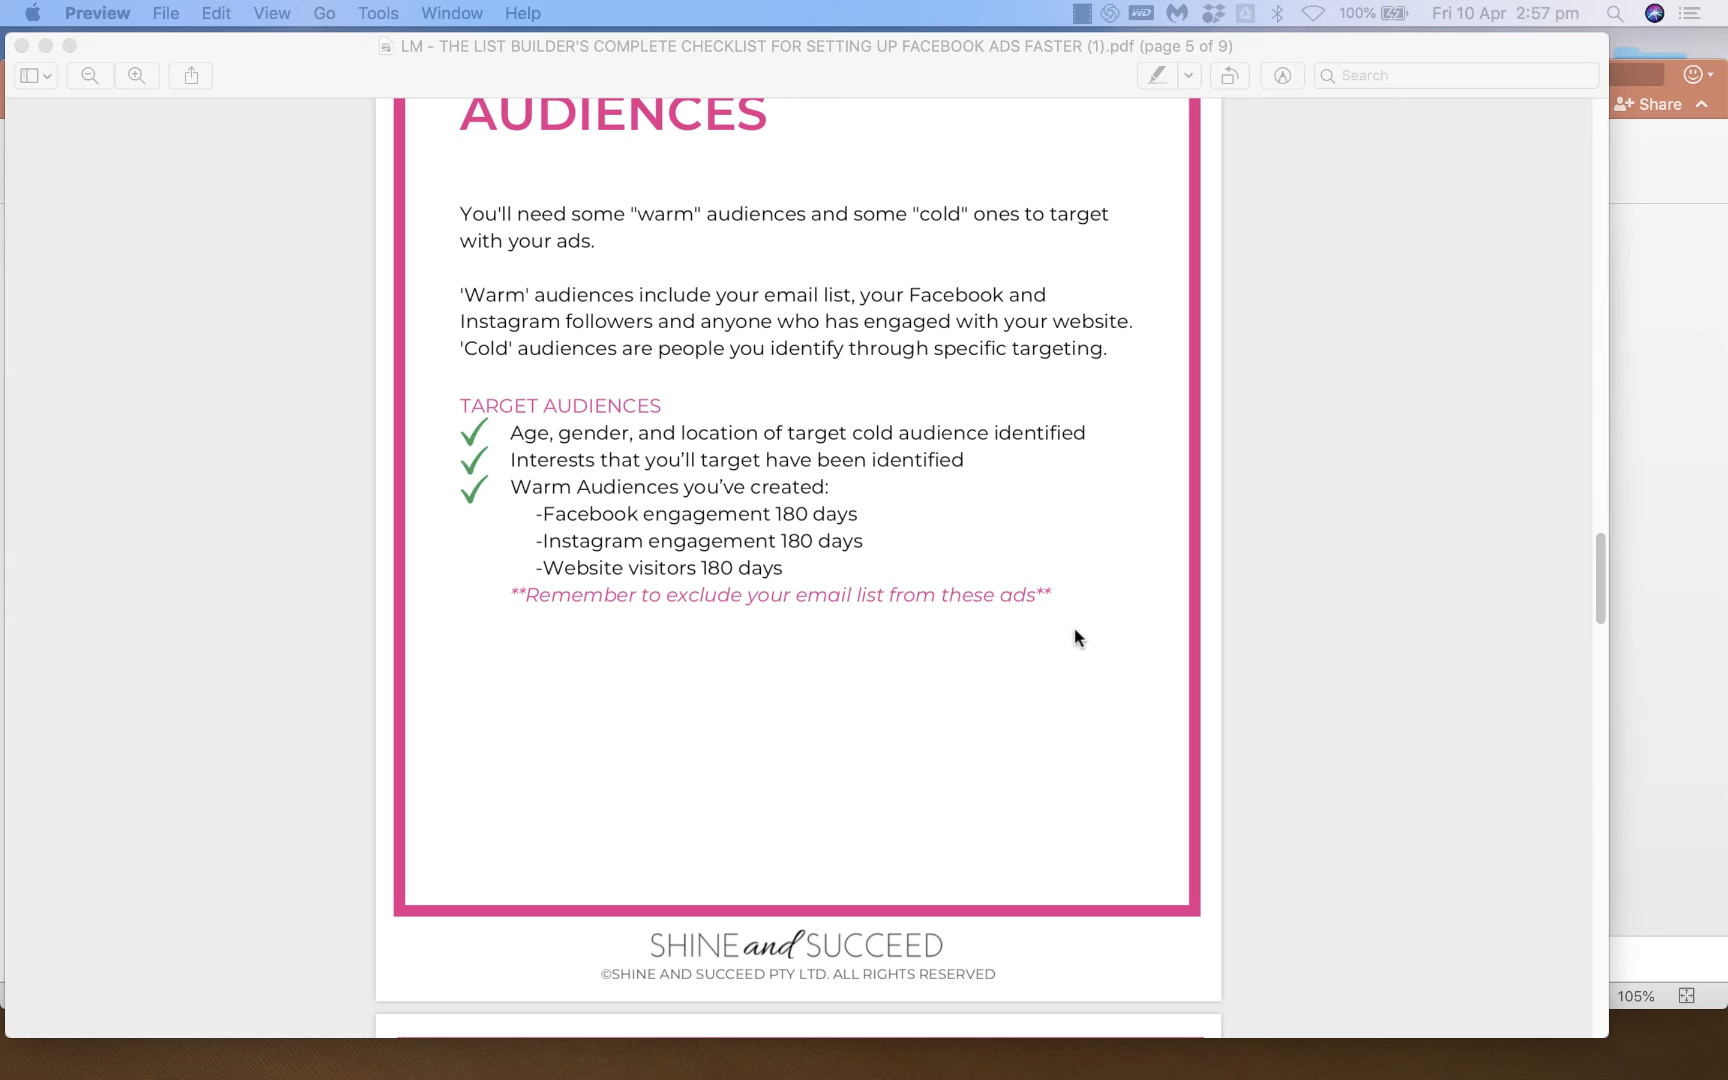 Preview File Edit View Go Tools Window Help
100% Fri 10 Apr 2:57 pm
LM - THE LIST BUILDER'S COMPLETE CHECKLIST FOR SETTING UP FACEBOOK ADS FASTER (1).pdf (page 5 of 9)
Search
Share
AUDIENCES
You'll need some "warm" audiences and some "cold" ones to target
with your ads.
'Warm' audiences include your email list, your Facebook and
Instagram followers and anyone who has engaged with your website.
'Cold' audiences are people you identify through specific targeting.
TARGET AUDIENCES
Age, gender, and location of target cold audience identified
Interests that you’ll target have been identified
Warm Audiences you’ve created:
-Facebook engagement 180 days
-Instagram engagement 180 days
-Website visitors 180 days
**Remember to exclude your email list from these ads**
SHINE and SUCCEED
©SHINE AND SUCCEED PTY LTD. ALL RIGHTS RESERVED
105%